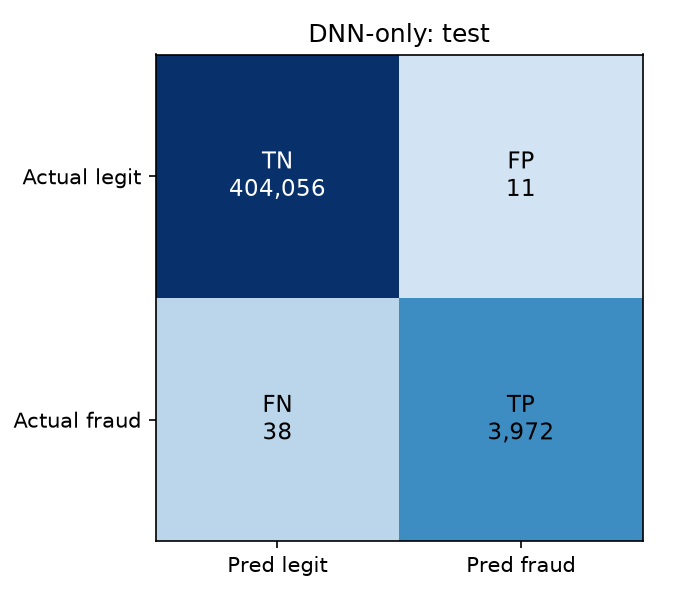 DNN-only: test
Actual legit
TN
404,056
FP
11
Actual fraud
FN
38
TP
3,972
Pred legit
Pred fraud